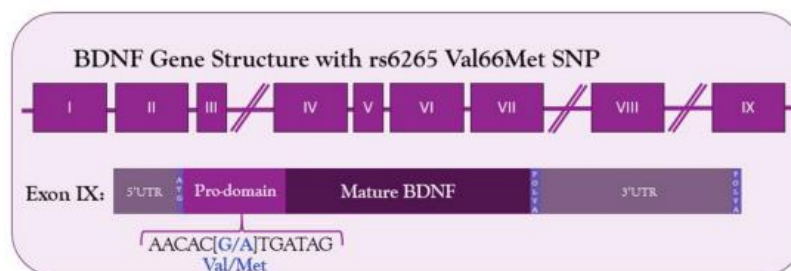 BDNF Gene Structure with rs6265 Val66Met SNP
I II III IV V VI VII VIII IX
Exon IX: 5'UTR ATG Pro-domain Mature BDNF POLYA 3'UTR POLYA
AACAC[G/A]TGATAG
Val/Met